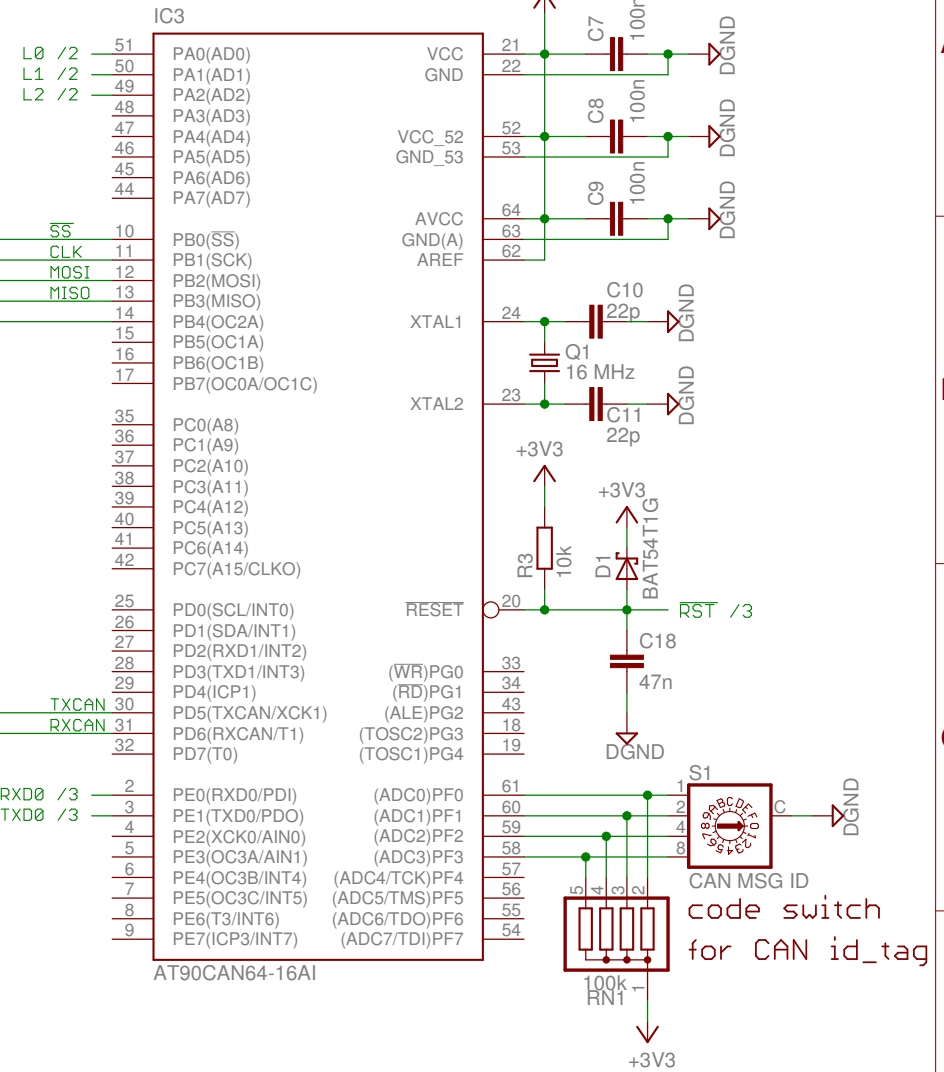 IC3
L0 /2 51 PA0(AD0) VCC 21 C7 100n DGND
L1 /2 50 PA1(AD1) GND 22
L2 /2 49 PA2(AD2)
48 PA3(AD3)
47 PA4(AD4) VCC_52 52 C8 100n DGND
46 PA5(AD5) GND_53 53
45 PA6(AD6)
44 PA7(AD7)
AVCC 64 C9 100n DGND
SS 10 PB0(SS) GND(A) 63
CLK 11 PB1(SCK) AREF 62
MOSI 12 PB2(MOSI)
MISO 13 PB3(MISO)
14 PB4(OC2A) XTAL1 24 C10 22p DGND
15 PB5(OC1A)
16 PB6(OC1B) Q1
17 PB7(OC0A/OC1C) 16 MHz
XTAL2 23 C11 22p DGND
35 PC0(A8)
36 PC1(A9)
37 PC2(A10)
38 PC3(A11)
39 PC4(A12)
40 PC5(A13)
41 PC6(A14)
42 PC7(A15/CLKO)
+3V3
+3V3
R3 10k D1 BAT54T1G
25 PD0(SCL/INT0) RESET 20 RST /3
26 PD1(SDA/INT1)
27 PD2(RXD1/INT2) C18
28 PD3(TXD1/INT3) (WR)PG0 33 47n
29 PD4(ICP1) (RD)PG1 34
TXCAN 30 PD5(TXCAN/XCK1) (ALE)PG2 43
RXCAN 31 PD6(RXCAN/T1) (TOSC2)PG3 18
32 PD7(T0) (TOSC1)PG4 19 DGND
S1
RXD0 /3 2 PE0(RXD0/PDI) (ADC0)PF0 61 1
TXD0 /3 3 PE1(TXD0/PDO) (ADC1)PF1 60 2 0123456789ABCDEF C DGND
4 PE2(XCK0/AIN0) (ADC2)PF2 59 4
5 PE3(OC3A/AIN1) (ADC3)PF3 58 8
6 PE4(OC3B/INT4) (ADC4/TCK)PF4 57 CAN MSG ID
7 PE5(OC3C/INT5) (ADC5/TMS)PF5 56 5 4 3 2
8 PE6(T3/INT6) (ADC6/TDO)PF6 55 code switch
9 PE7(ICP3/INT7) (ADC7/TDI)PF7 54 for CAN id_tag
AT90CAN64-16AI
100k
RN1 1
+3V3